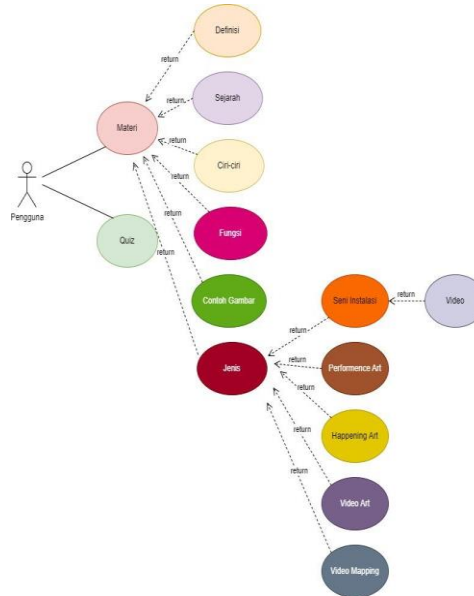 Definisi
return
Sejarah
return
Materi
return
Ciri-ciri
return
Pengguna
Fungsi
return
Quiz
return
Contoh Gambar
Seni Instalasi
return
Video
return
Jenis
return
Performence Art
return
Happening Art
return
Video Art
return
Video Mapping